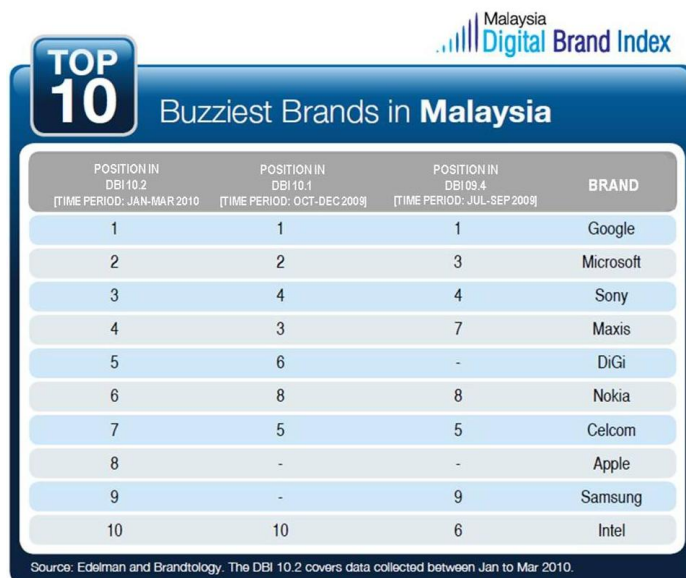 Malaysia
Digital Brand Index
TOP
10
Buzziest Brands in Malaysia
POSITION IN DBI 10.2 [TIME PERIOD: JAN-MAR 2010 POSITION IN DBI 10.1 [TIME PERIOD: OCT-DEC 2009] POSITION IN DBI 09.4 [TIME PERIOD: JUL-SEP 2009] BRAND
1 1 1 Google
2 2 3 Microsoft
3 4 4 Sony
4 3 7 Maxis
5 6 - DiGi
6 8 8 Nokia
7 5 5 Celcom
8 - - Apple
9 - 9 Samsung
10 10 6 Intel
Source: Edelman and Brandtology. The DBI 10.2 covers data collected between Jan to Mar 2010.